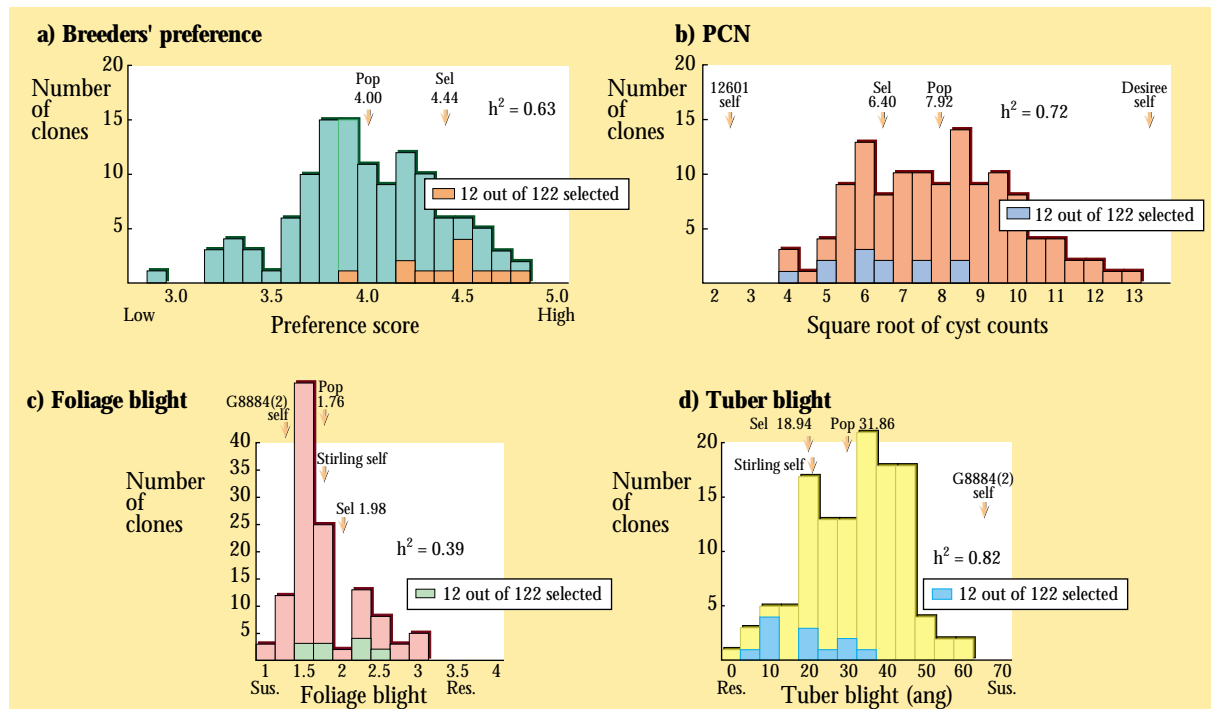 a) Breeders' preference
Number
of
clones
20
15
10
5
Pop
4.00
Sel
4.44
h² = 0.63
12 out of 122 selected
3.0
3.5
4.0
4.5
5.0
Low
High
Preference score
b) PCN
Number
of
clones
20
15
10
5
12601
self
Sel
6.40
Pop
7.92
h² = 0.72
Desiree
self
12 out of 122 selected
2
3
4
5
6
7
8
9
10
11
12
13
Square root of cyst counts
c) Foliage blight
Number
of
clones
40
35
30
25
20
15
10
5
G8884(2)
self
Pop
1.76
Stirling self
Sel 1.98
h² = 0.39
12 out of 122 selected
1
1.5
2
2.5
3
3.5
4
Sus.
Res.
Foliage blight
d) Tuber blight
Number
of
clones
20
15
10
5
Sel 18.94
Pop 31.86
Stirling self
G8884(2)
self
h² = 0.82
12 out of 122 selected
0
10
20
30
40
50
60
70
Res.
Sus.
Tuber blight (ang)